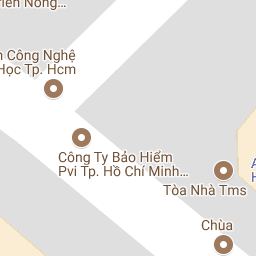 Nông...
Công Nghệ
Học Tp. Hcm
Công Ty Bảo Hiểm
Pvi Tp. Hồ Chí Minh...
Tòa Nhà Tms
Chùa